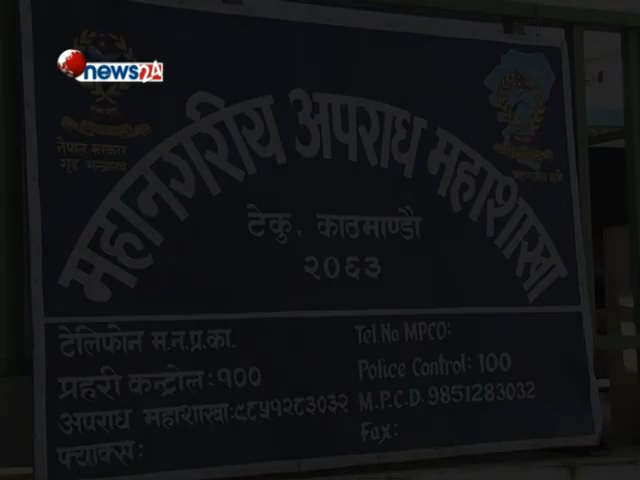 news24
नेपाल सरकार
गृह मन्त्रालय
महानगरीय अपराध महाशाखा
टेकु, काठमाण्डौ
२०६३
टेलिफोन म.न.प्र.का.
प्रहरी कन्ट्रोल: १००
अपराध महाशाखा: ९८५१२८३०३२
फ्याक्स:
Tel.No MPCO:
Police Control: 100
M.P.C.D. 9851283032
Fax: